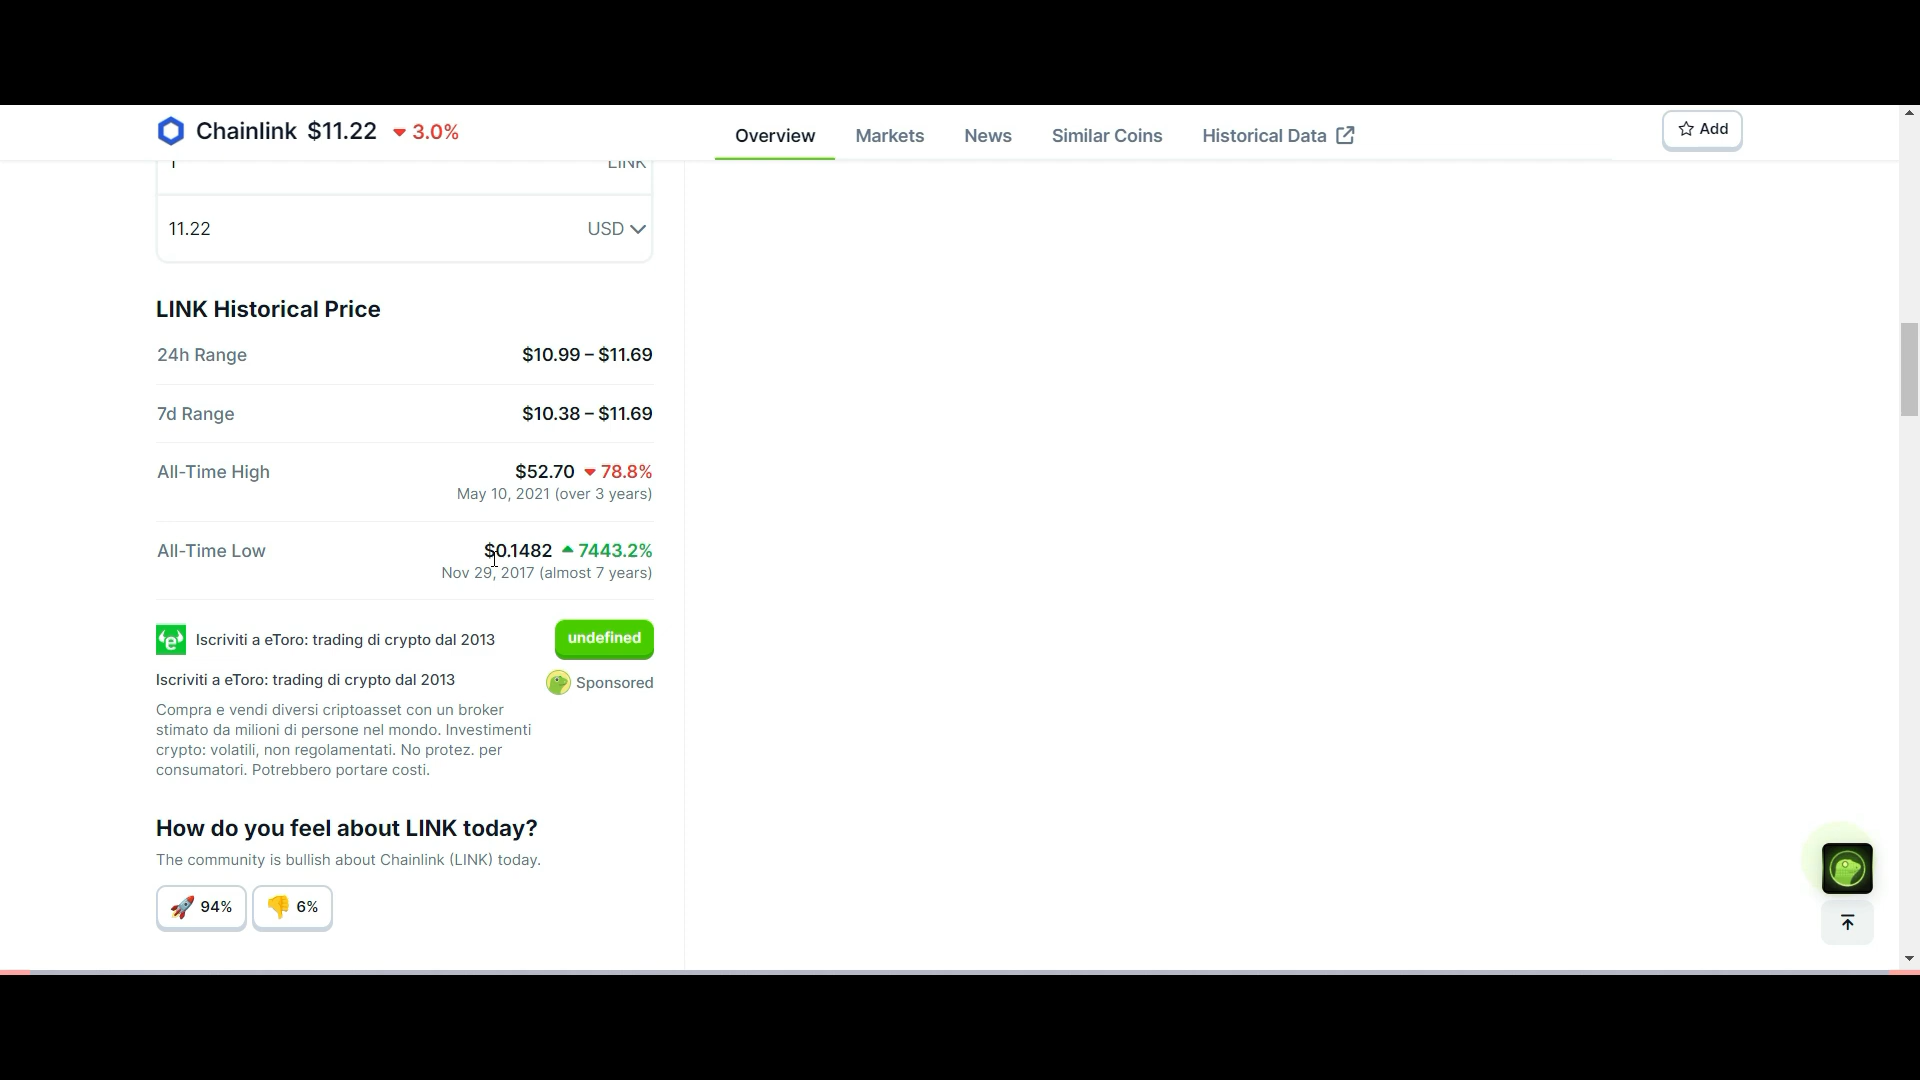 Chainlink $11.22 3.0%
Overview Markets News Similar Coins Historical Data
Add
1 LINK
11.22 USD
LINK Historical Price
24h Range $10.99 – $11.69
7d Range $10.38 – $11.69
All-Time High $52.70 78.8%
May 10, 2021 (over 3 years)
All-Time Low $0.1482 7443.2%
Nov 29, 2017 (almost 7 years)
Iscriviti a eToro: trading di crypto dal 2013 undefined
Iscriviti a eToro: trading di crypto dal 2013 Sponsored
Compra e vendi diversi criptoasset con un broker
stimato da milioni di persone nel mondo. Investimenti
crypto: volatili, non regolamentati. No protez. per
consumatori. Potrebbero portare costi.
How do you feel about LINK today?
The community is bullish about Chainlink (LINK) today.
94% 6%